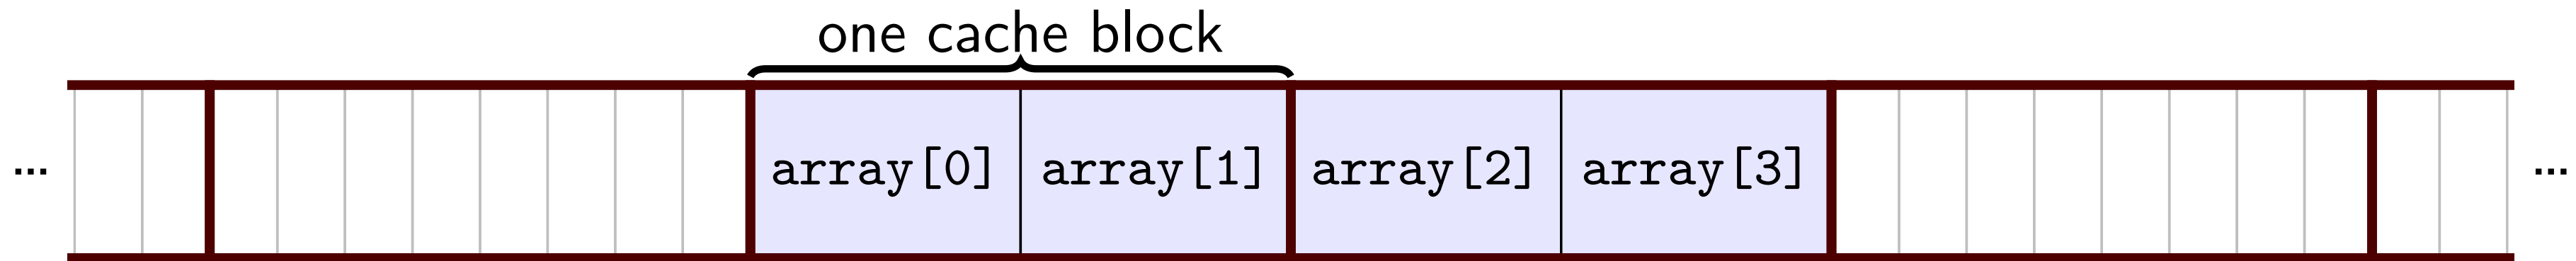 one cache block
... array[0] array[1] array[2] array[3] ...